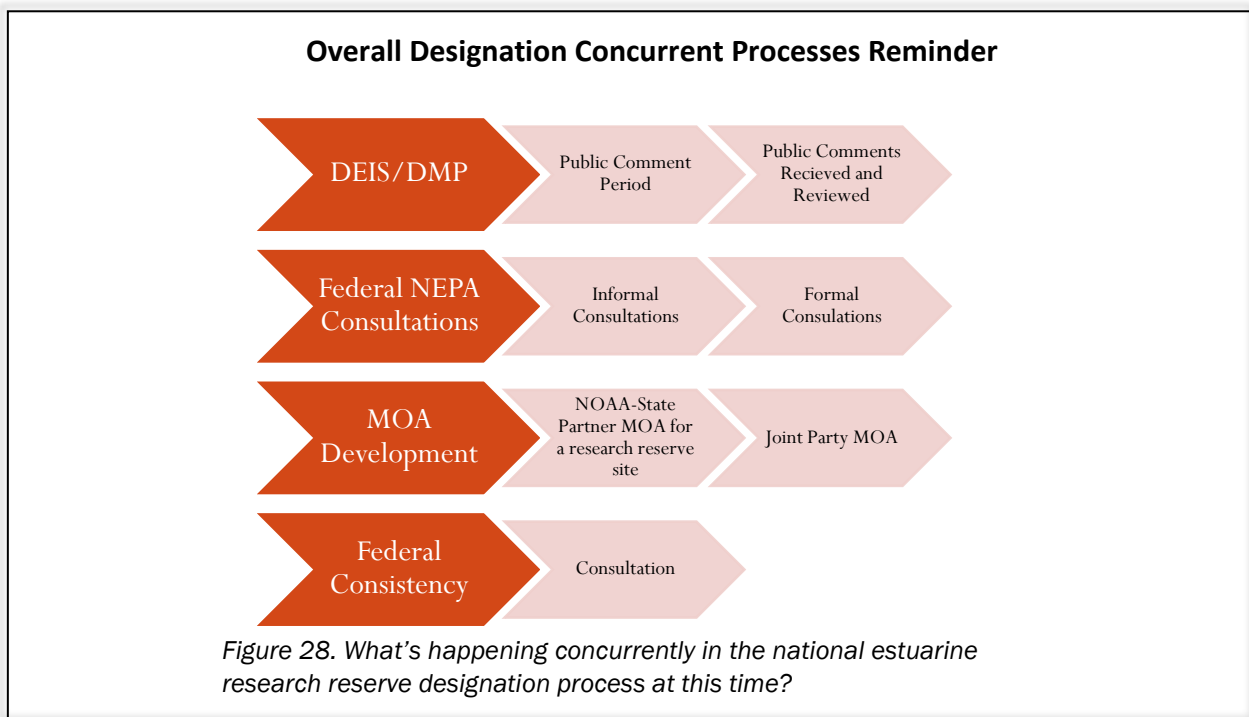 Overall Designation Concurrent Processes Reminder
DEIS/DMP
Public Comment
Period
Public Comments
Recieved and
Reviewed
Federal NEPA
Consultations
Informal
Consultations
Formal
Consulations
MOA
Development
NOAA-State
Partner MOA for
a research reserve
site
Joint Party MOA
Federal
Consistency
Consultation
Figure 28. What's happening concurrently in the national estuarine
research reserve designation process at this time?